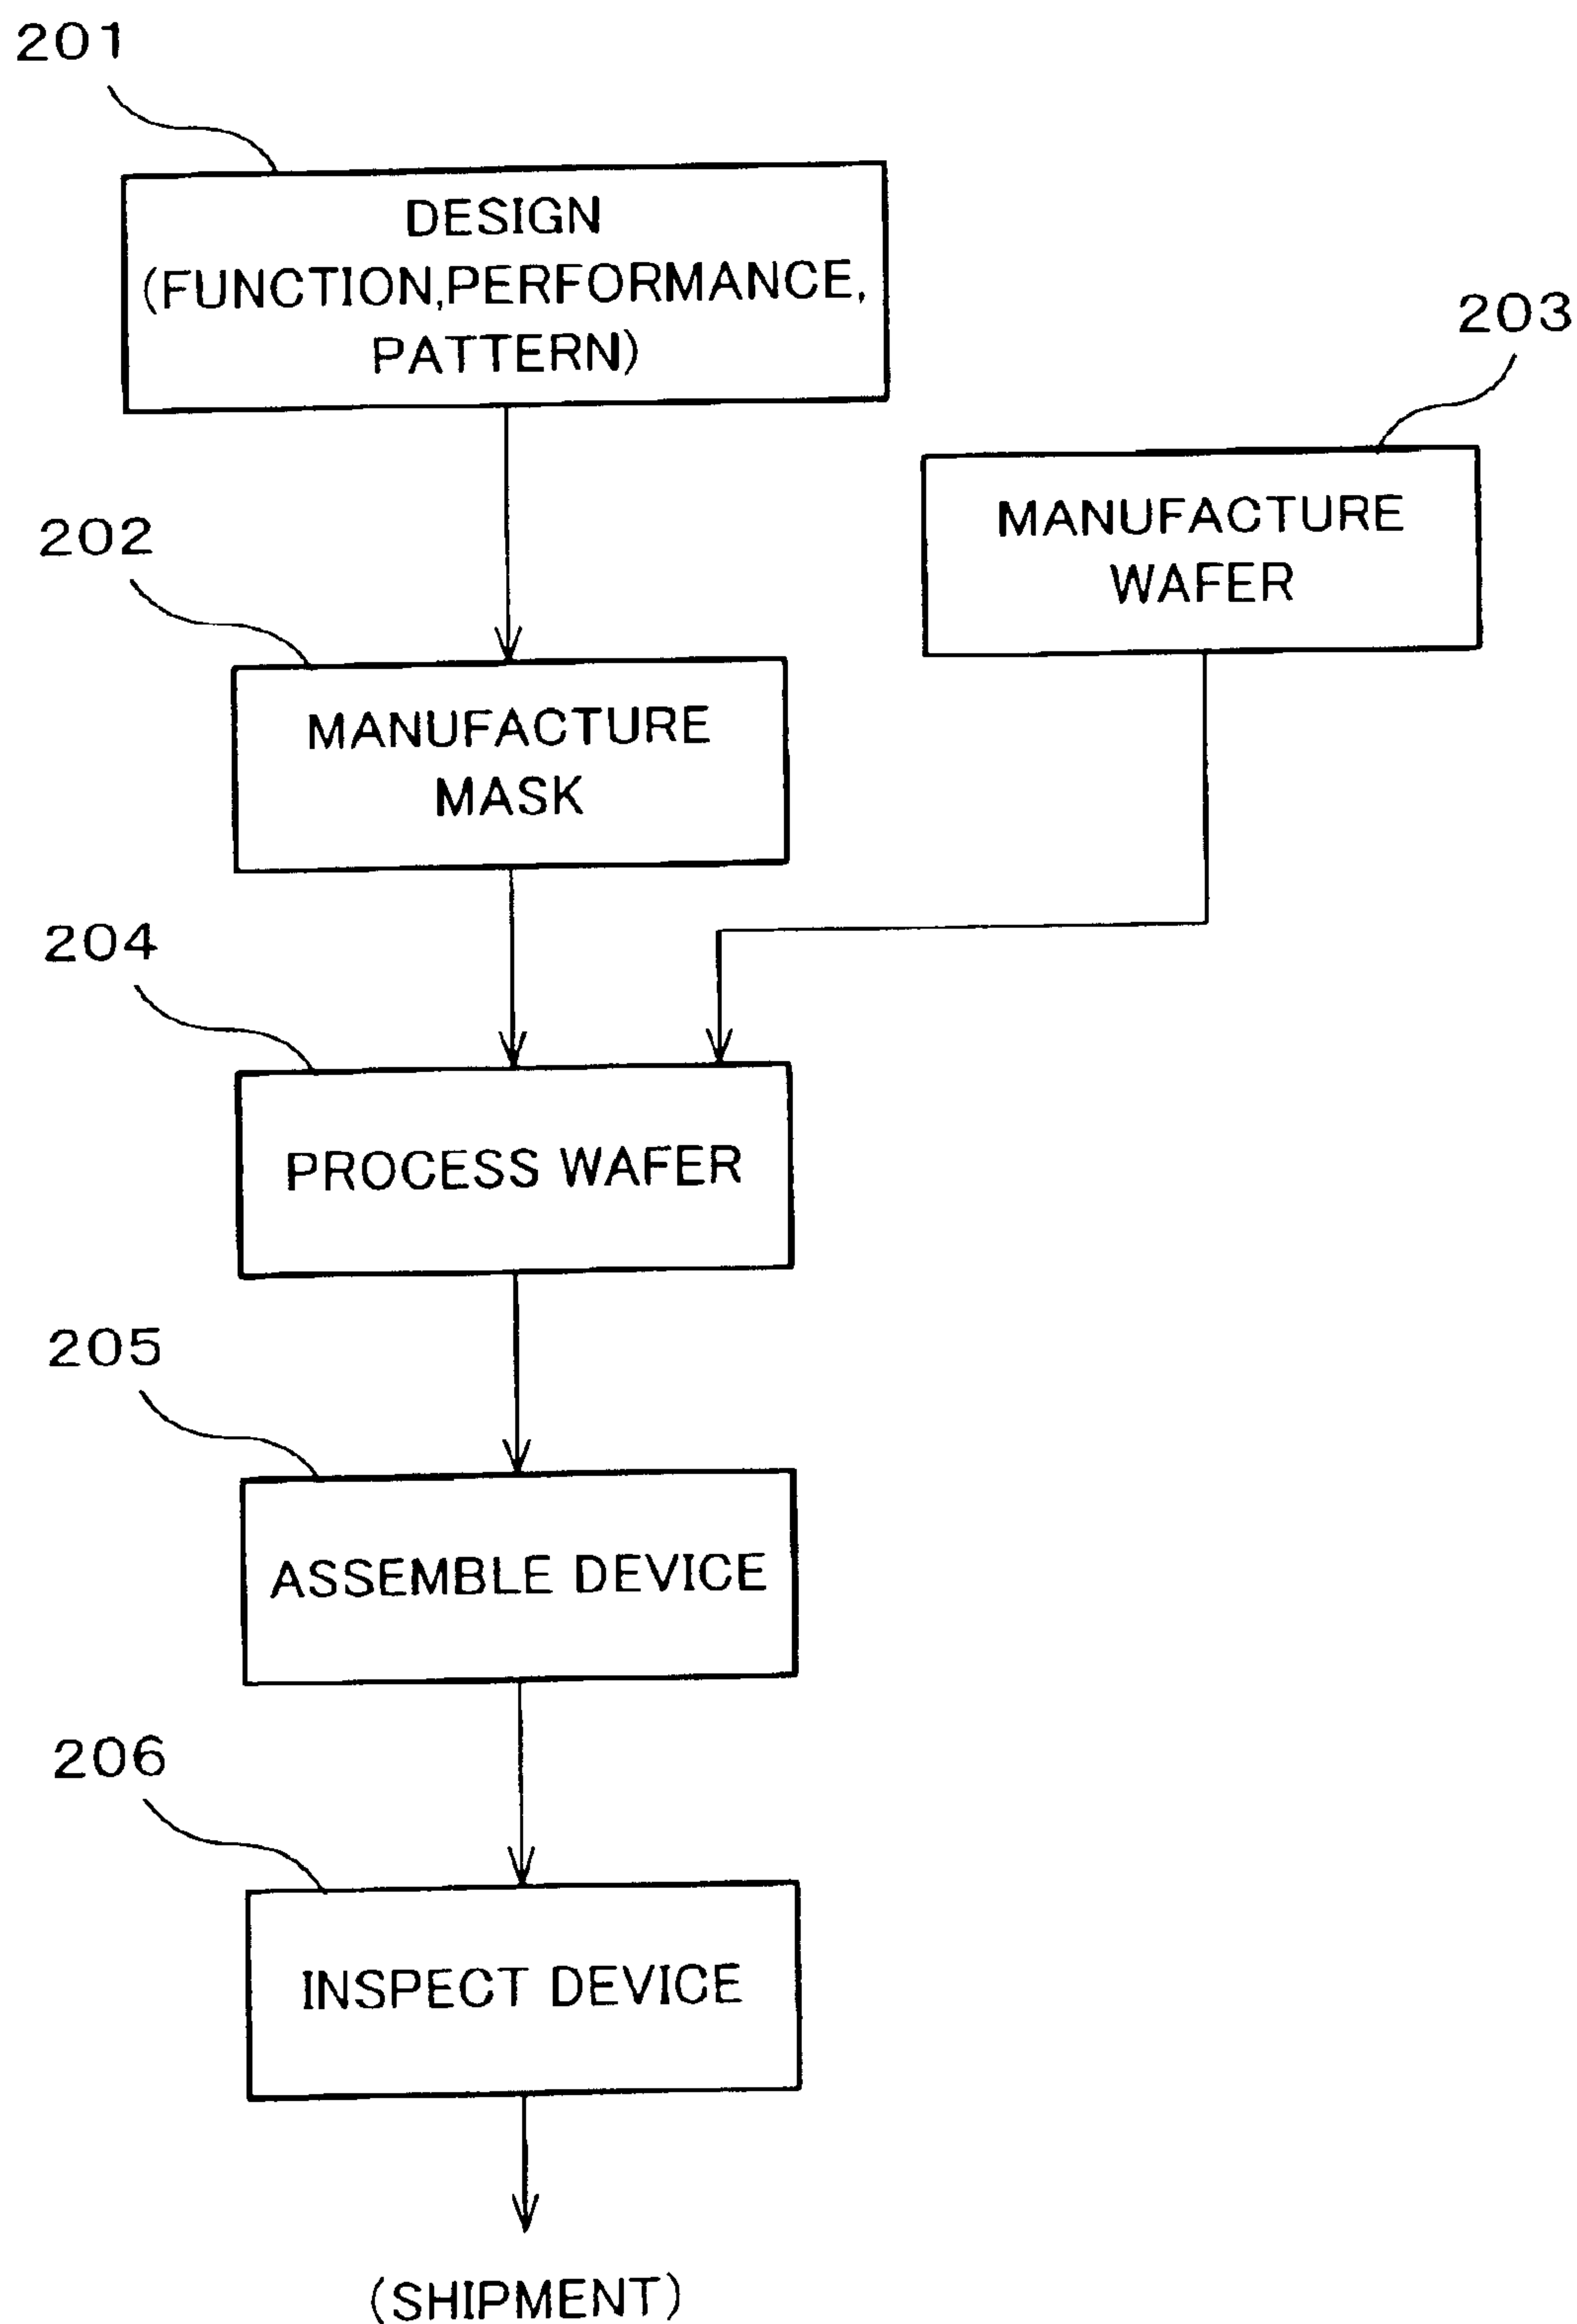 201
DESIGN
(FUNCTION,PERFORMANCE,
PATTERN)
203
MANUFACTURE
WAFER
202
MANUFACTURE
MASK
204
PROCESS WAFER
205
ASSEMBLE DEVICE
206
INSPECT DEVICE
(SHIPMENT)